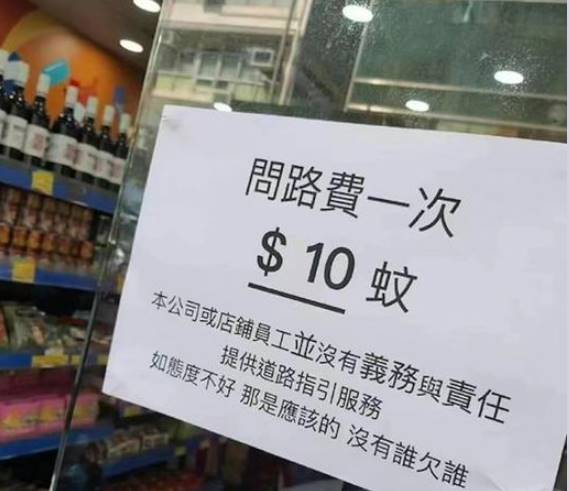 問路費一次
$ 10 蚊
本公司或店鋪員工並沒有義務與責任
提供道路指引服務
如態度不好 那是應該的 沒有誰欠誰